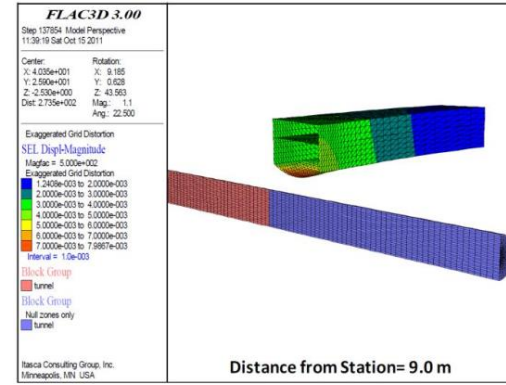 FLAC3D 3.00
Step 137854 Model Perspective
11:39:19 Sat Oct 15 2011
Center: Rotation:
X: 4.035e+001 X: 9.185
Y: 2.590e+001 Y: 0.628
Z: -2.530e+000 Z: 43.563
Dist: 2.735e+002 Mag.: 1.1
Ang.: 22.500
Exaggerated Grid Distortion
SEL Displ-Magnitude
Magfac = 5.000e+002
Exaggerated Grid Distortion
1.2408e-003 to 2.0000e-003
2.0000e-003 to 3.0000e-003
3.0000e-003 to 4.0000e-003
4.0000e-003 to 5.0000e-003
5.0000e-003 to 6.0000e-003
6.0000e-003 to 7.0000e-003
7.0000e-003 to 7.9867e-003
Interval = 1.0e-003
Block Group
tunnel
Block Group
Null zones only
tunnel
Itasca Consulting Group, Inc.
Minneapolis, MN USA
Distance from Station= 9.0 m